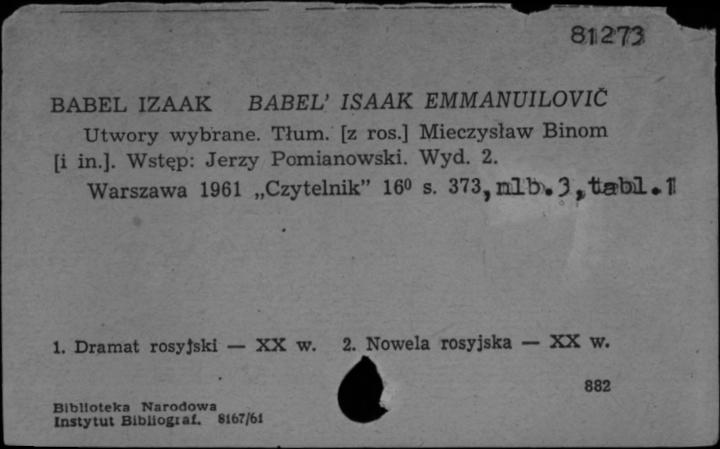 81273
BABEL IZAAK BABEL' ISAAK EMMANUILOVIČ
Utwory wybrane. Tłum. [z ros.] Mieczysław Binom
[i in.]. Wstęp: Jerzy Pomianowski. Wyd. 2.
Warszawa 1961 „Czytelnik” 16⁰ s. 373, nlb. 3, tabl. 1
1. Dramat rosyjski — XX w. 2. Nowela rosyjska — XX w.
882
Biblioteka Narodowa
Instytut Bibliograf. 8167/61